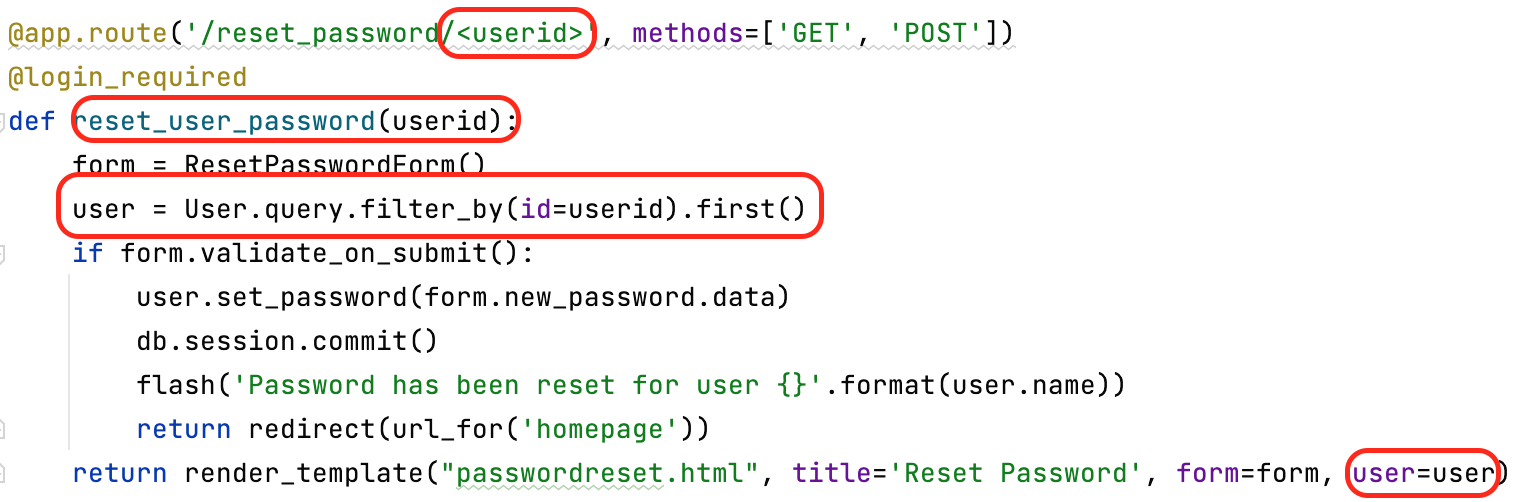 @app.route('/reset_password/<userid>', methods=['GET', 'POST'])
@login_required
def reset_user_password(userid):
    form = ResetPasswordForm()
    user = User.query.filter_by(id=userid).first()
    if form.validate_on_submit():
        user.set_password(form.new_password.data)
        db.session.commit()
        flash('Password has been reset for user {}'.format(user.name))
        return redirect(url_for('homepage'))
    return render_template("passwordreset.html", title='Reset Password', form=form, user=user)